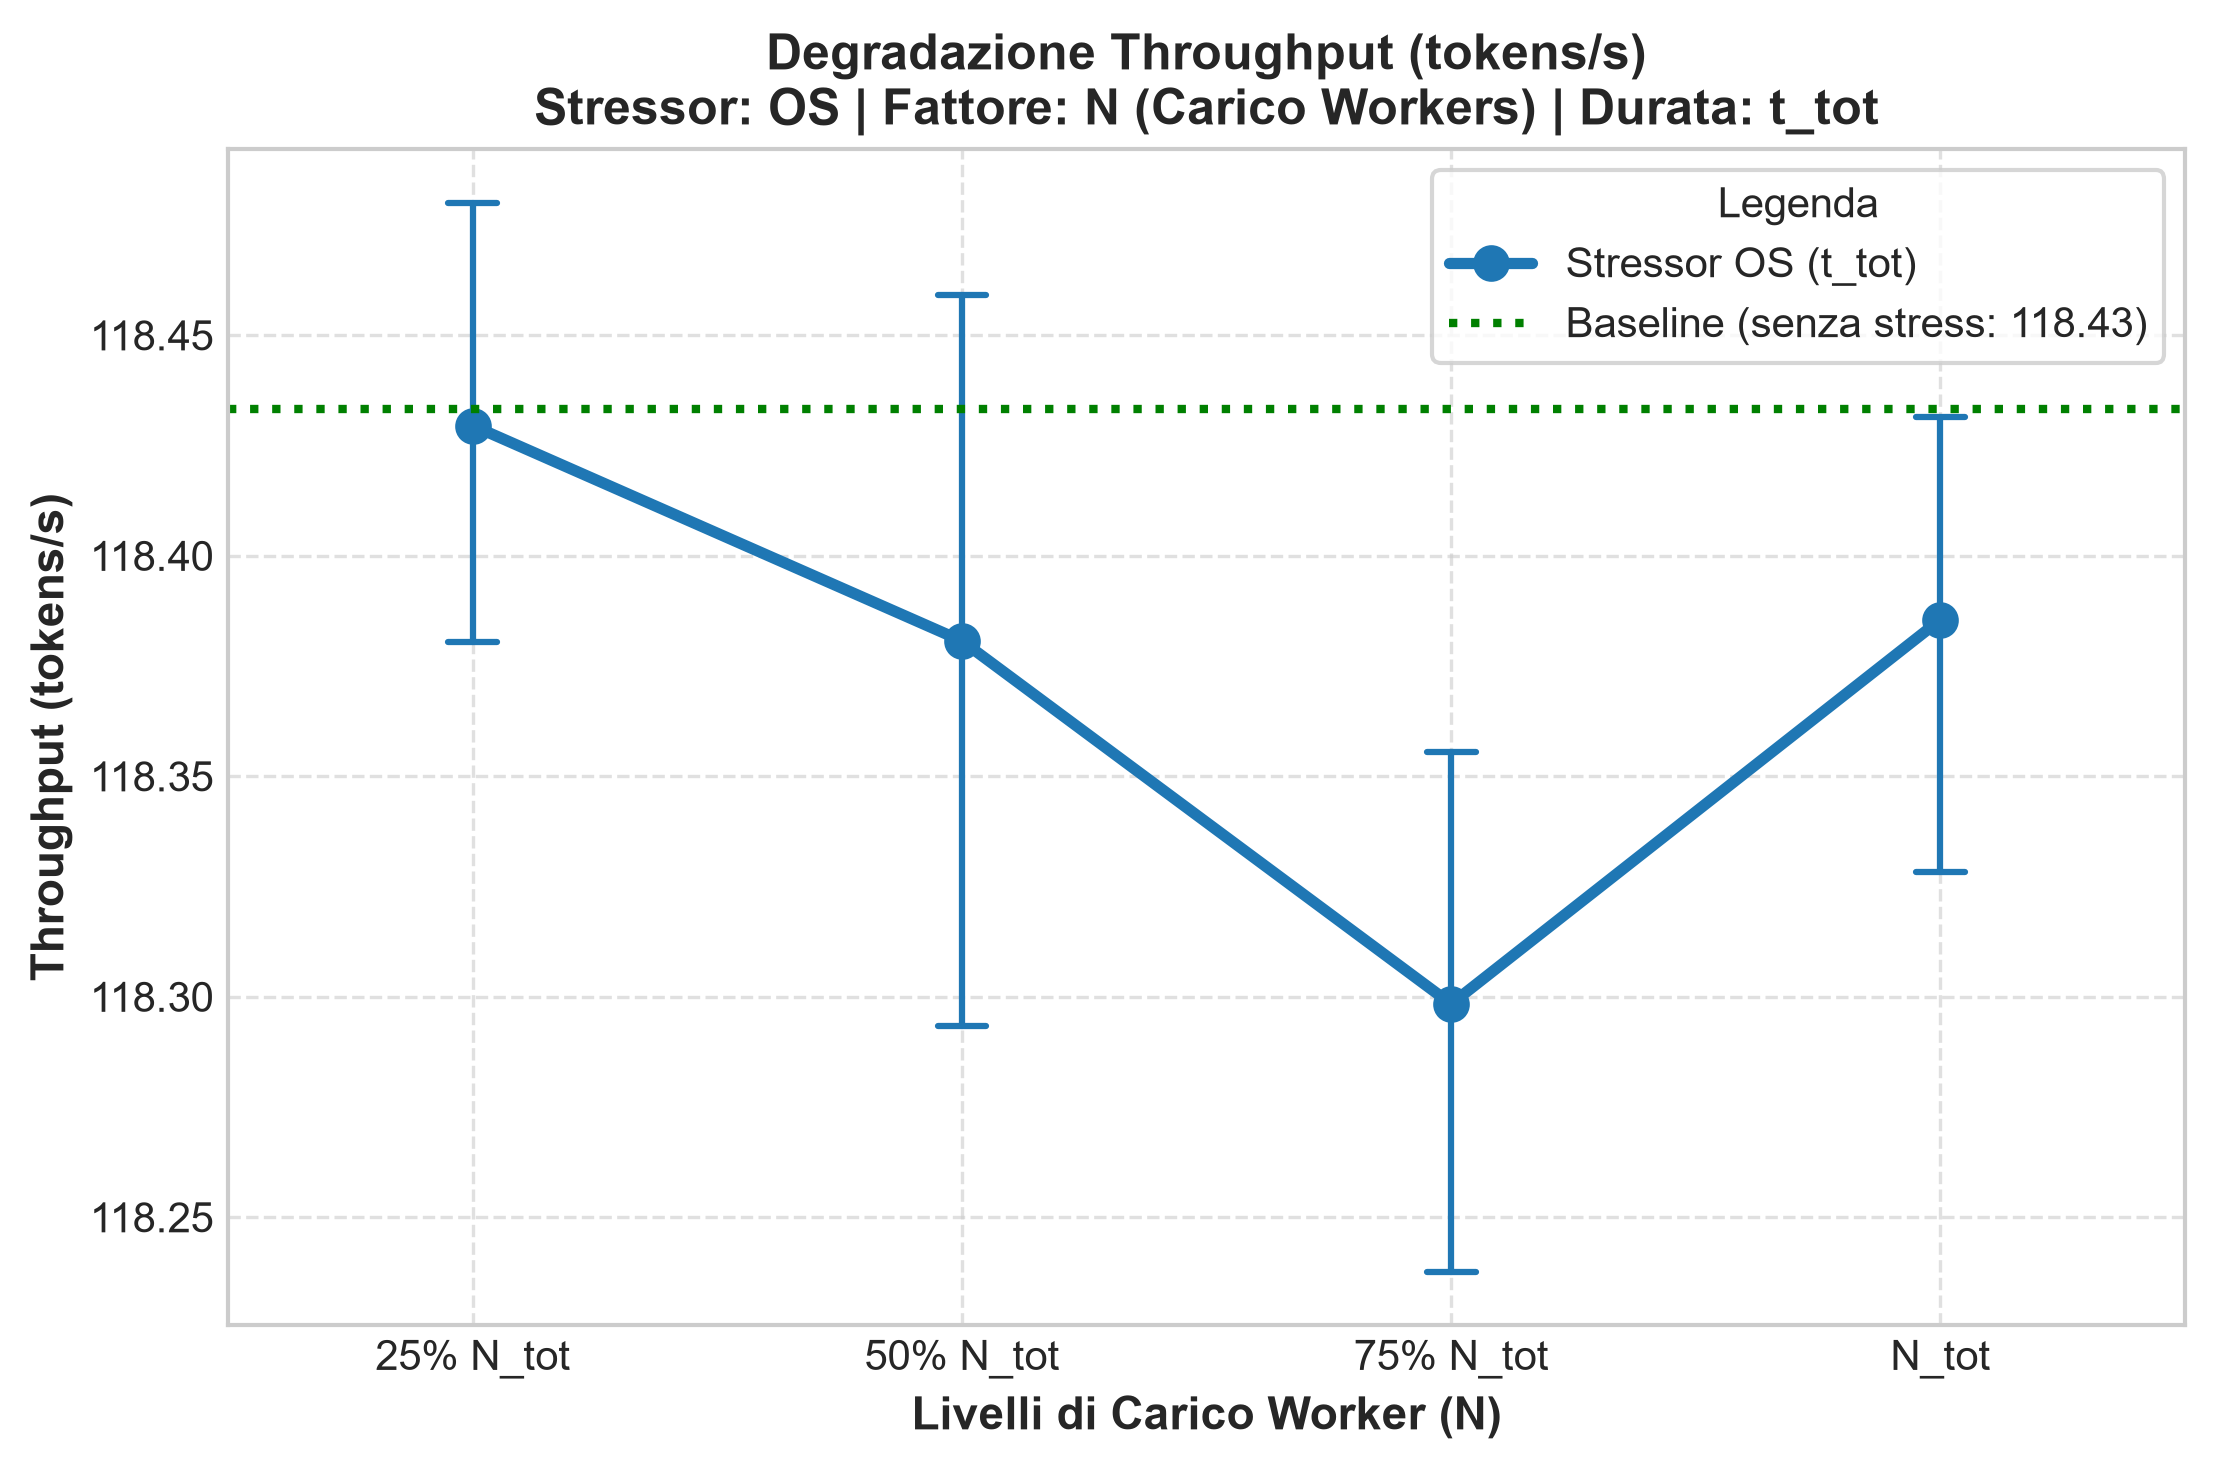 Degradazione Throughput (tokens/s)
Stressor: OS | Fattore: N (Carico Workers) | Durata: t_tot
Legenda
Stressor OS (t_tot)
Baseline (senza stress: 118.43)
Throughput (tokens/s)
118.45
118.40
118.35
118.30
118.25
25% N_tot
50% N_tot
75% N_tot
N_tot
Livelli di Carico Worker (N)